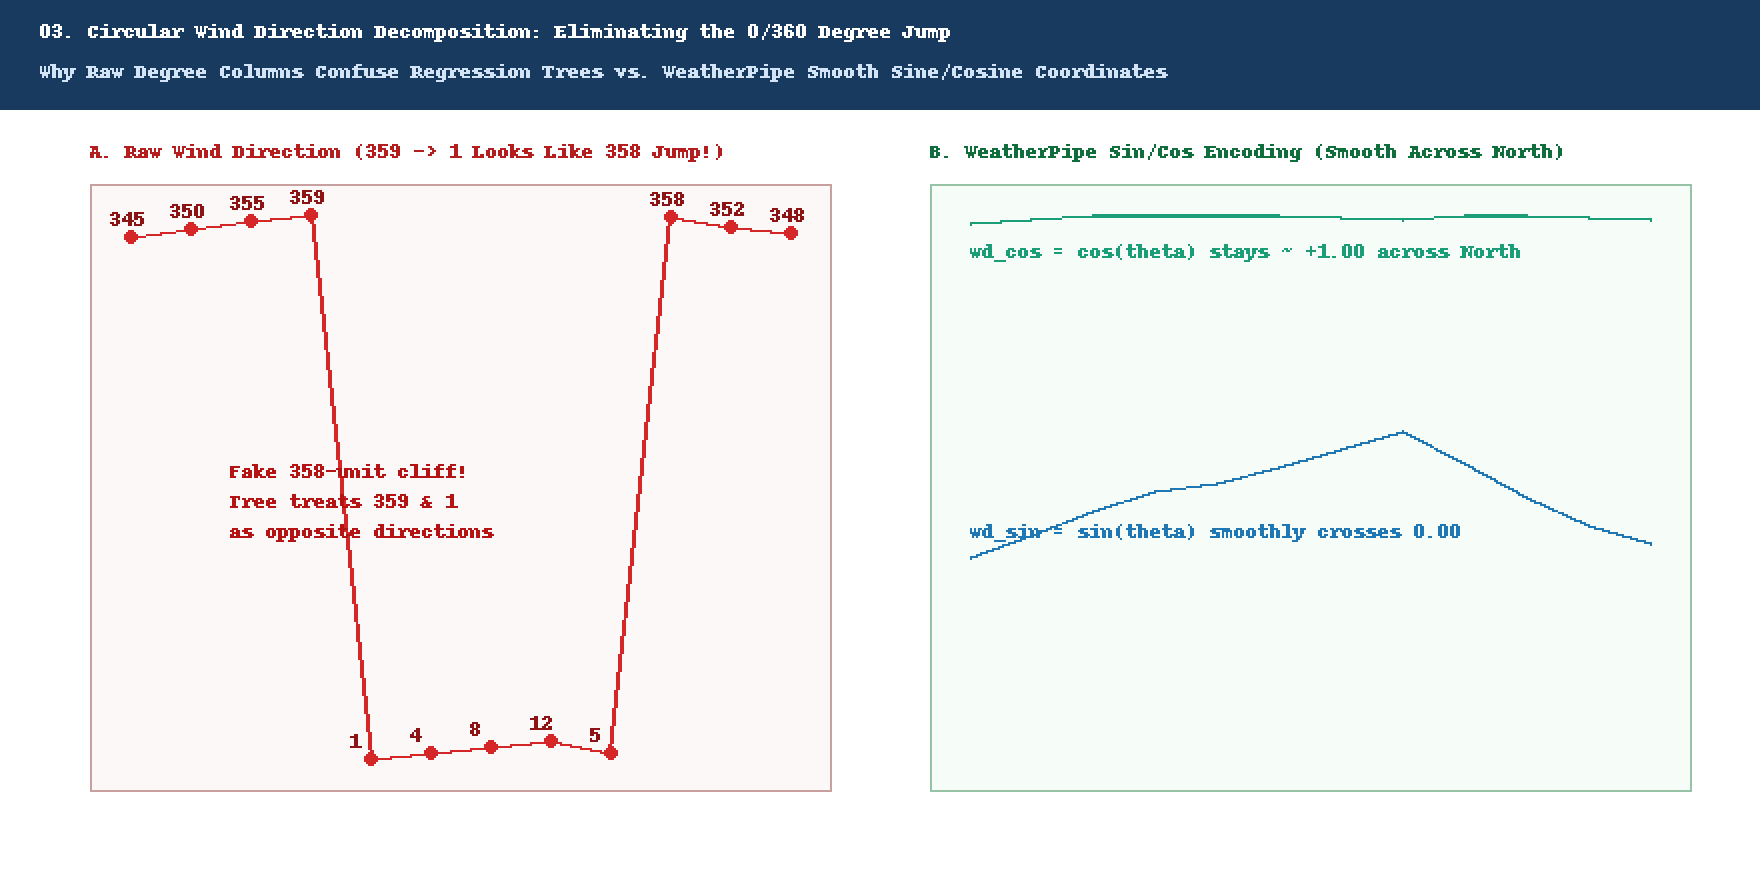 03. Circular Wind Direction Decomposition: Eliminating the 0/360 Degree Jump
Why Raw Degree Columns Confuse Regression Trees vs. WeatherPipe Smooth Sine/Cosine Coordinates
A. Raw Wind Direction (359 -> 1 Looks Like 358 Jump!)
345
350
355
359
358
352
348
Fake 358-unit cliff!
Tree treats 359 & 1
as opposite directions
1
4
8
12
5
B. WeatherPipe Sin/Cos Encoding (Smooth Across North)
wd_cos = cos(theta) stays ~ +1.00 across North
wd_sin = sin(theta) smoothly crosses 0.00